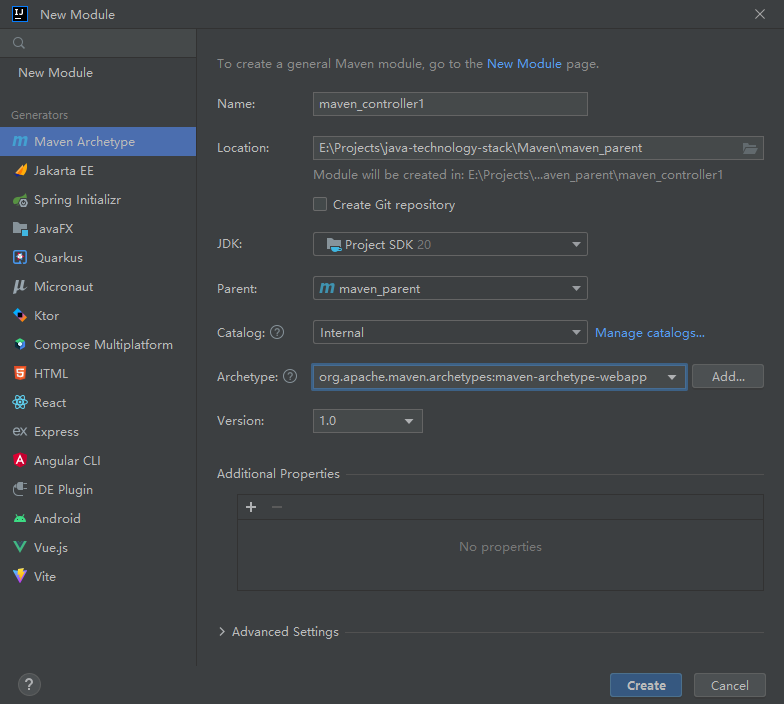 New Module
New Module
Generators
Maven Archetype
Jakarta EE
Spring Initializr
JavaFX
Quarkus
Micronaut
Ktor
Compose Multiplatform
HTML
React
ex Express
Angular CLI
IDE Plugin
Android
Vue.js
Vite
To create a general Maven module, go to the New Module page.
Name: maven_controller1
Location: E:\Projects\java-technology-stack\Maven\maven_parent
Module will be created in: E:\Projects\...aven_parent\maven_controller1
Create Git repository
JDK: Project SDK 20
Parent: maven_parent
Catalog: ? Internal Manage catalogs...
Archetype: ? org.apache.maven.archetypes:maven-archetype-webapp Add...
Version: 1.0
Additional Properties
No properties
Advanced Settings
? Create Cancel